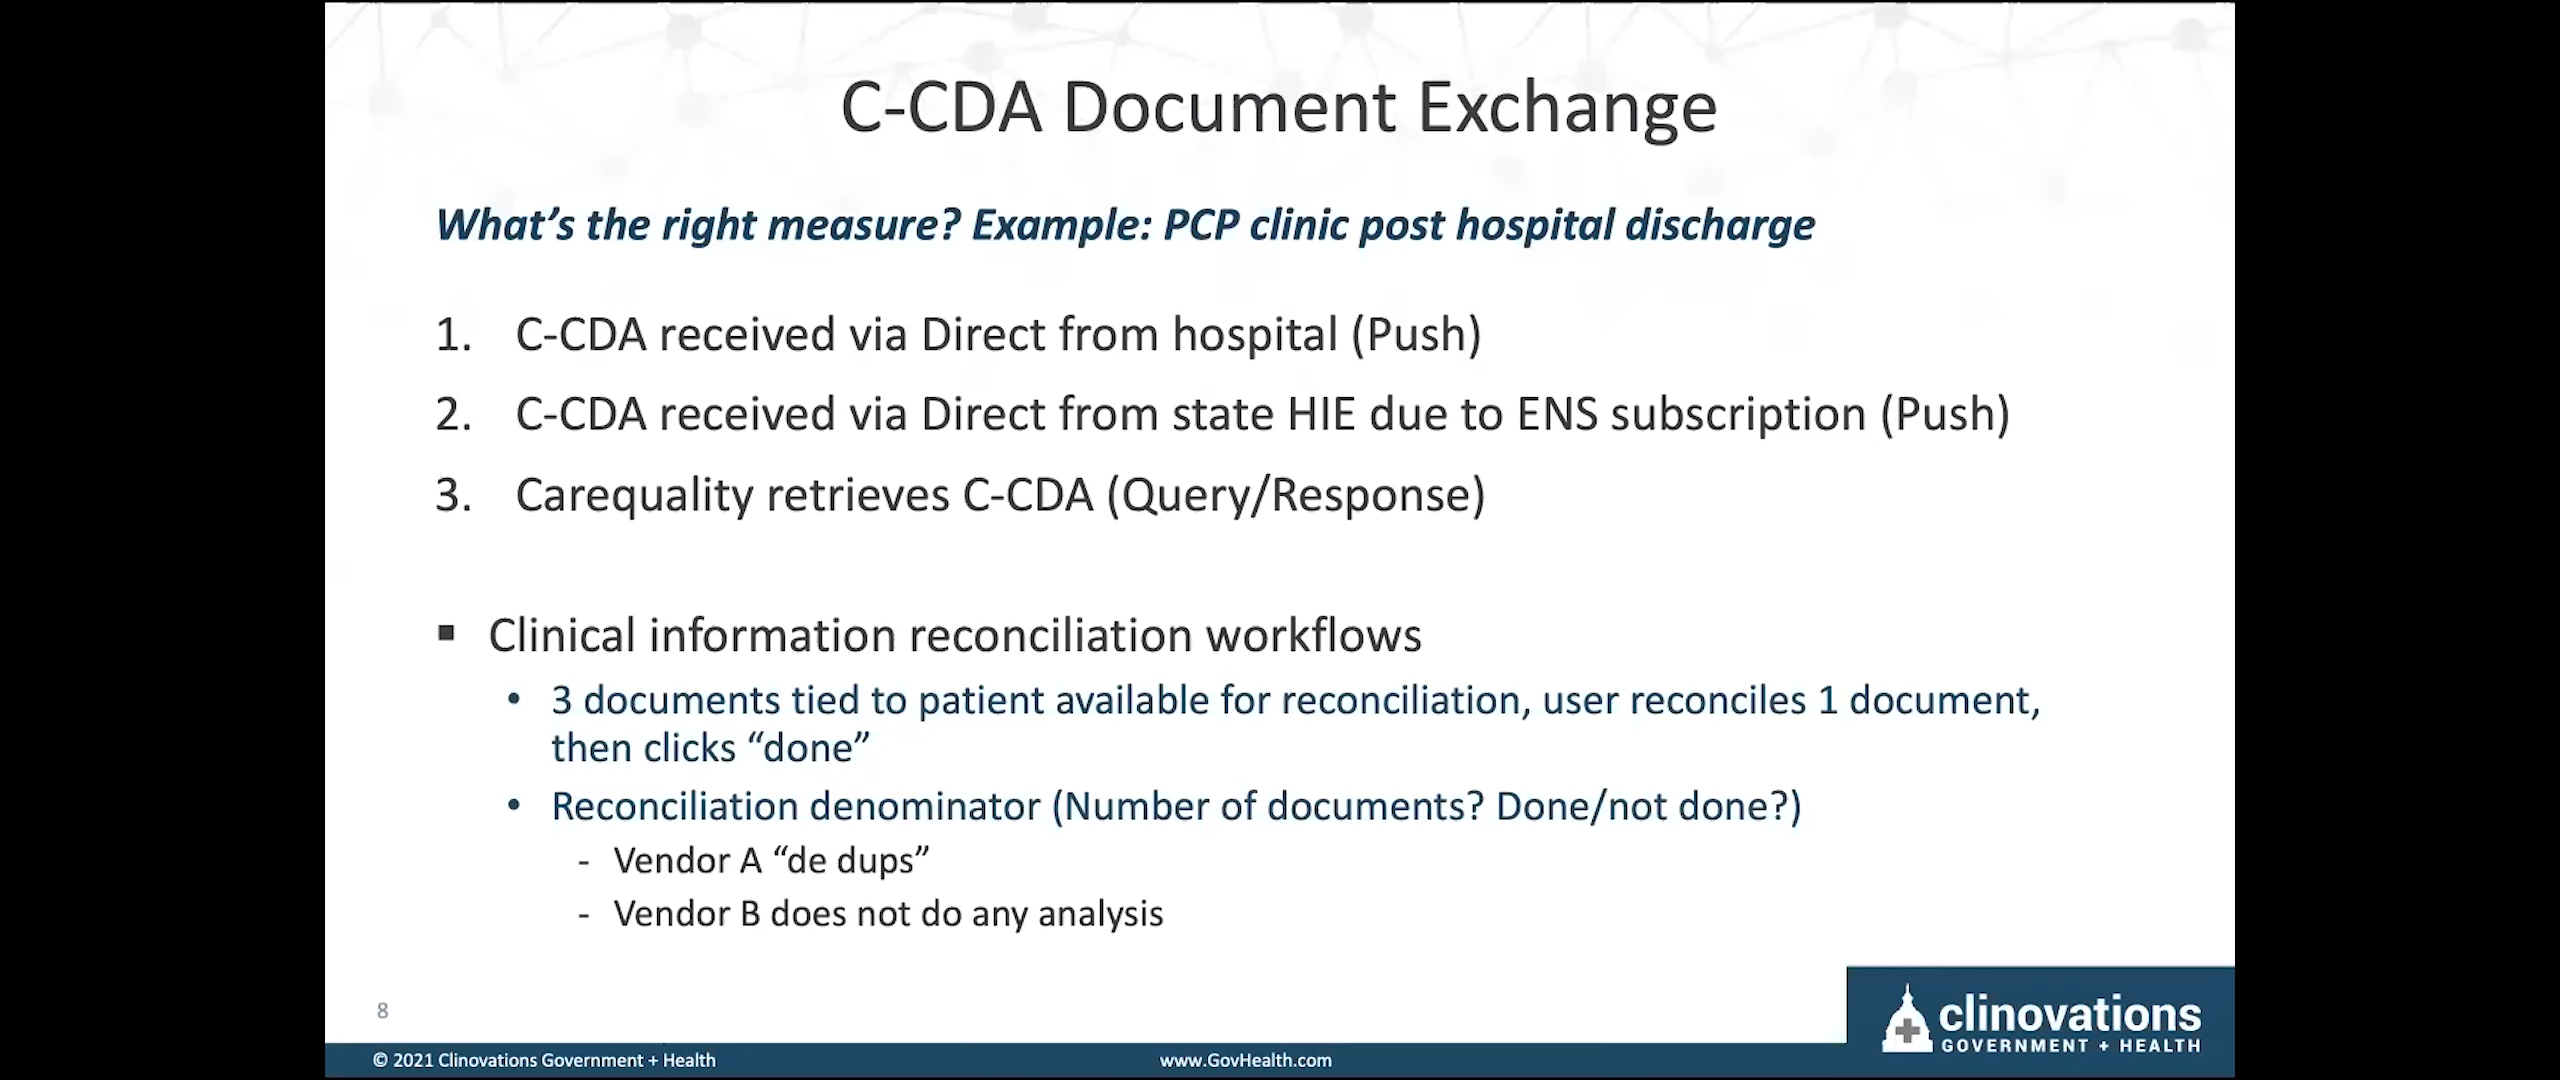 C-CDA Document Exchange
What’s the right measure? Example: PCP clinic post hospital discharge
1. C-CDA received via Direct from hospital (Push)
2. C-CDA received via Direct from state HIE due to ENS subscription (Push)
3. Carequality retrieves C-CDA (Query/Response)
▪ Clinical information reconciliation workflows
• 3 documents tied to patient available for reconciliation, user reconciles 1 document,
then clicks “done”
• Reconciliation denominator (Number of documents? Done/not done?)
- Vendor A “de dups”
- Vendor B does not do any analysis
8
clinovations
GOVERNMENT + HEALTH
© 2021 Clinovations Government + Health
www.GovHealth.com